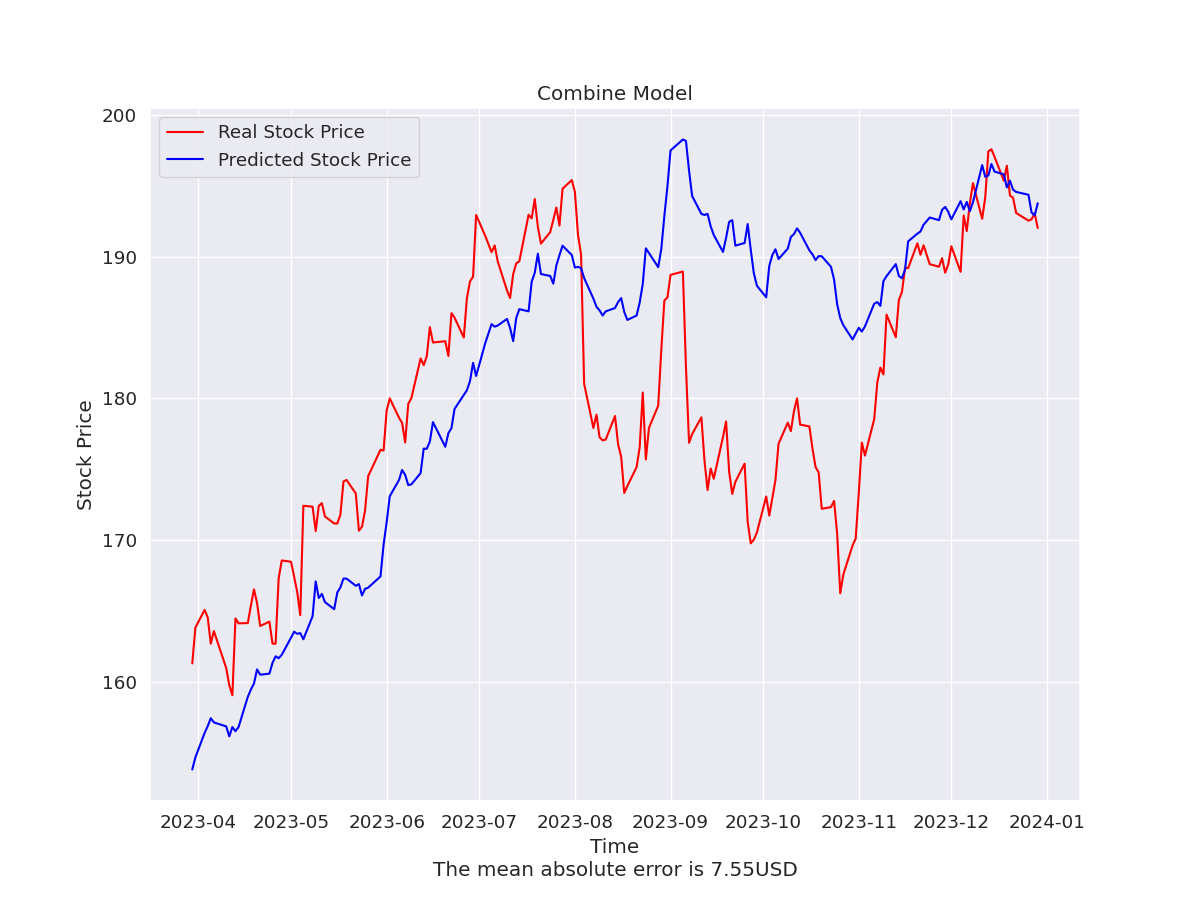 Combine Model
Real Stock Price
Predicted Stock Price
200
190
180
170
160
Stock Price
2023-04 2023-05 2023-06 2023-07 2023-08 2023-09 2023-10 2023-11 2023-12 2024-01
Time
The mean absolute error is 7.55USD